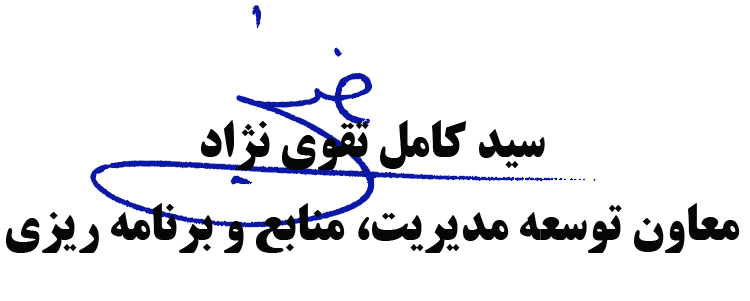 سید کامل تقوی نژاد
معاون توسعه مدیریت، منابع و برنامه ریزی